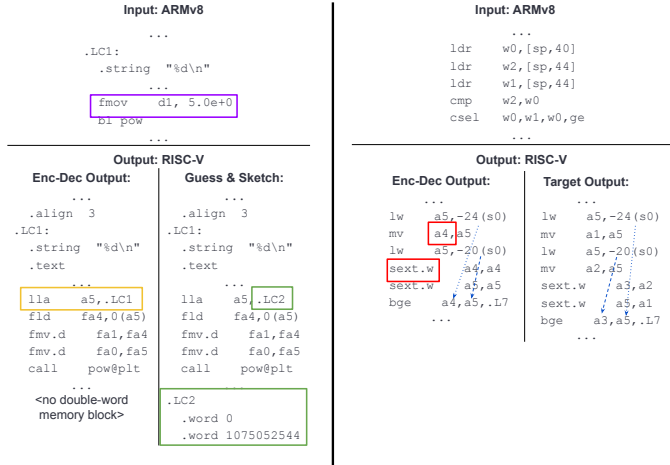 Input: ARMv8
...
.LC1:
.string "%d\n"
...
fmov d1, 5.0e+0
bl pow
...
Output: RISC-V
Enc-Dec Output:
...
.align 3
.LC1:
.string "%d\n"
.text
...
lla a5,.LC1
fld fa4,0(a5)
fmv.d fa1,fa4
fmv.d fa0,fa5
call pow@plt
...
<no double-word
memory block>
Guess & Sketch:
...
.align 3
.LC1:
.string "%d\n"
.text
...
lla a5,.LC2
fld fa4,0(a5)
fmv.d fa1,fa4
fmv.d fa0,fa5
call pow@plt
...
.LC2
.word 0
.word 1075052544
Input: ARMv8
...
ldr w0,[sp,40]
ldr w2,[sp,44]
ldr w1,[sp,44]
cmp w2,w0
csel w0,w1,w0,ge
...
Output: RISC-V
Enc-Dec Output:
...
lw a5,-24(s0)
mv a4,a5
lw a5,-20(s0)
sext.w a4,a4
sext.w a5,a5
bge a4,a5,.L7
...
Target Output:
...
lw a5,-24(s0)
mv a1,a5
lw a5,-20(s0)
mv a2,a5
sext.w a3,a2
sext.w a5,a1
bge a3,a5,.L7
...